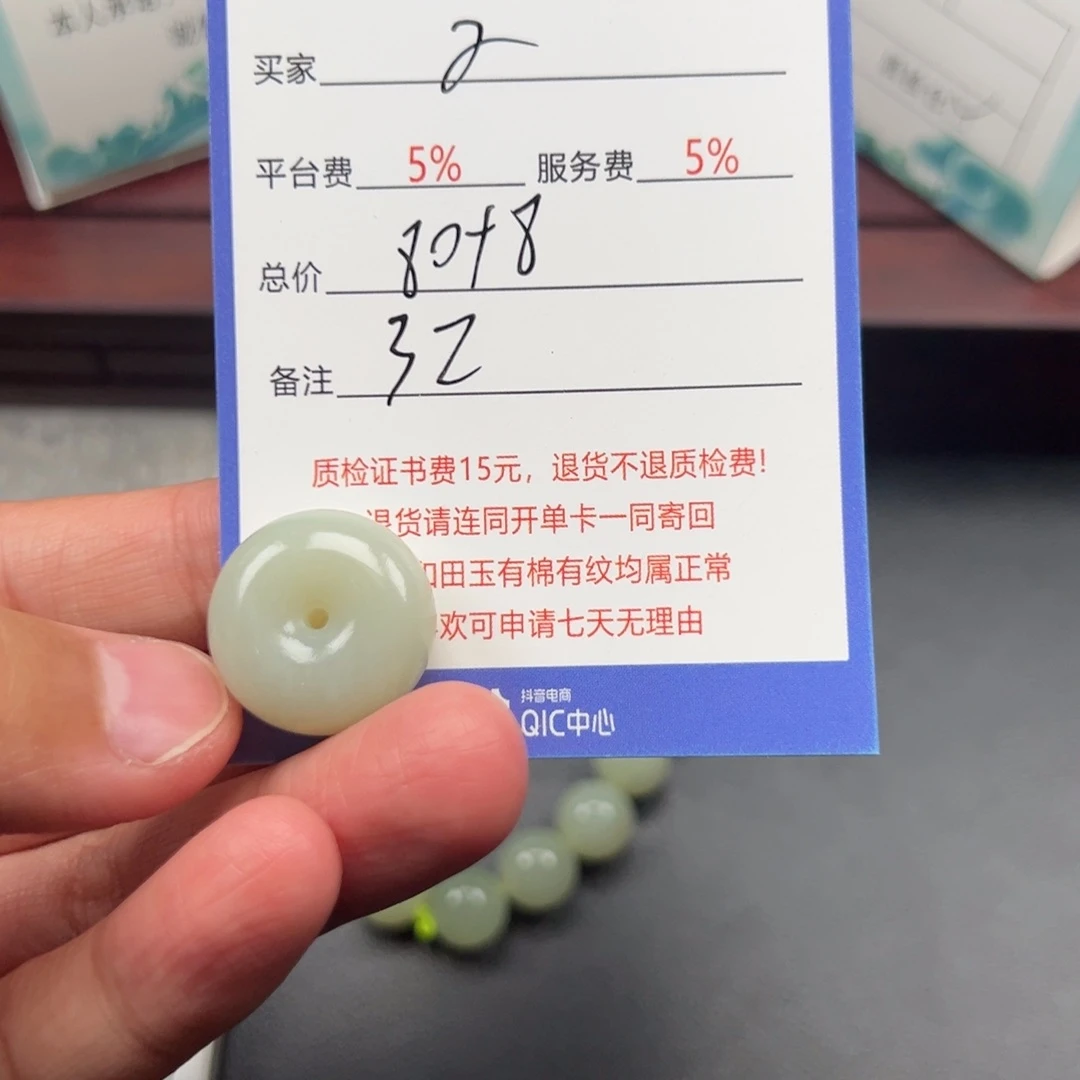 买家 2
平台费 5% 服务费 5%
总价 80+8
备注 32
质检证书费15元，退货不退质检费!
退货请连同开单卡一同寄回
田玉有棉有纹均属正常
欢可申请七天无理由
抖音电商
QIC中心